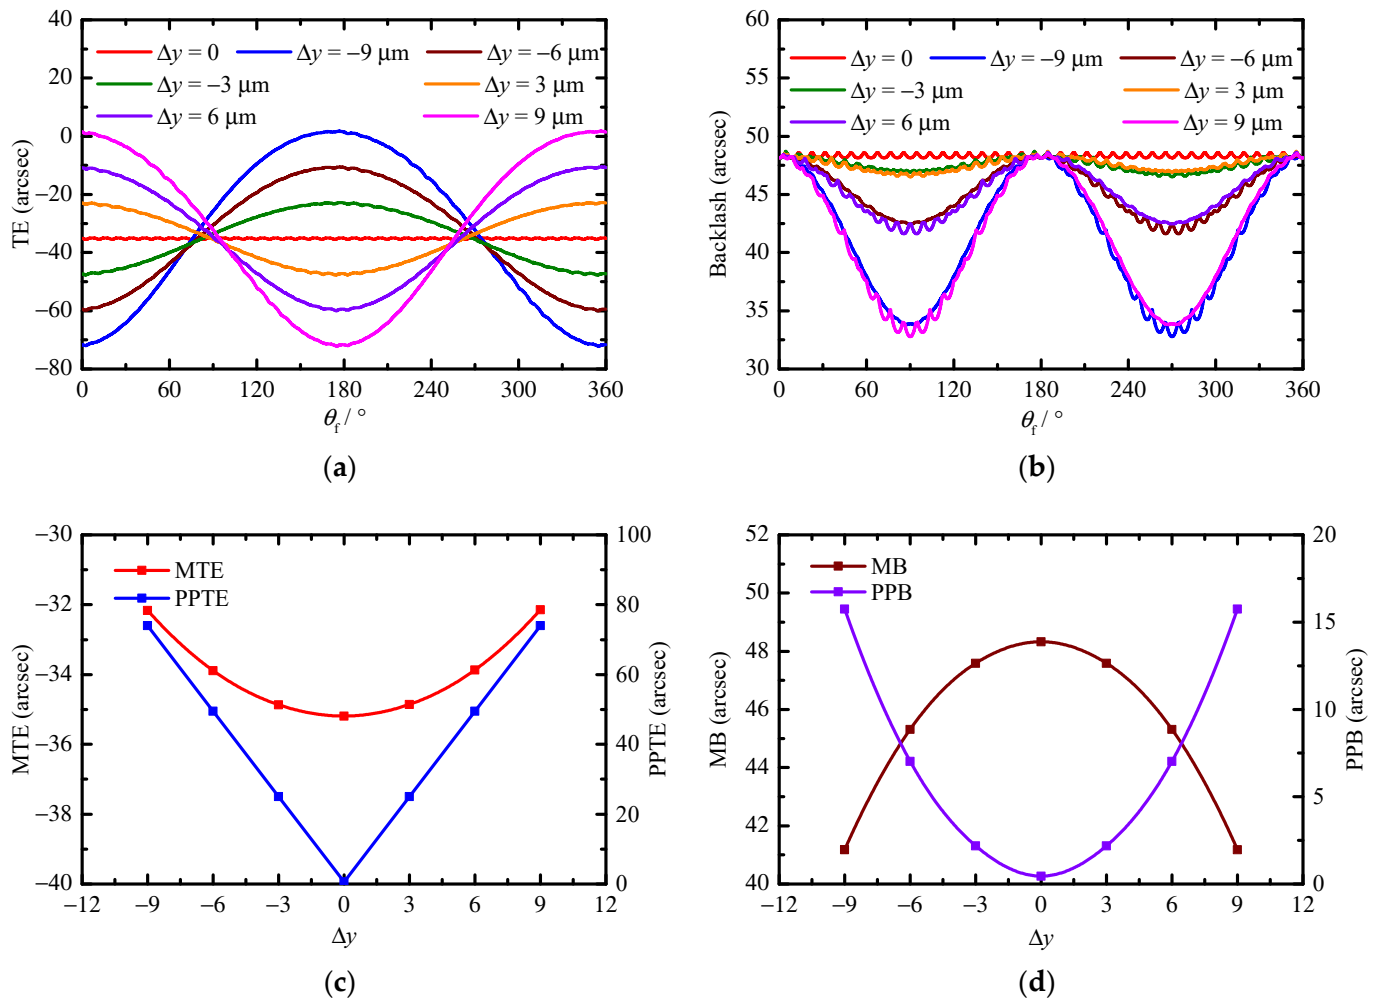 40
20
0
−20
−40
−60
−80
TE (arcsec)
Δy = 0
Δy = −9 μm
Δy = −6 μm
Δy = −3 μm
Δy = 3 μm
Δy = 6 μm
Δy = 9 μm
0 60 120 180 240 300 360
θf / °
(a)
60
55
50
45
40
35
30
Backlash (arcsec)
Δy = 0
Δy = −9 μm
Δy = −6 μm
Δy = −3 μm
Δy = 3 μm
Δy = 6 μm
Δy = 9 μm
0 60 120 180 240 300 360
θf / °
(b)
−30
−32
−34
−36
−38
−40
MTE (arcsec)
MTE
PPTE
100
80
60
40
20
0
PPTE (arcsec)
−12 −9 −6 −3 0 3 6 9 12
Δy
(c)
52
50
48
46
44
42
40
MB (arcsec)
MB
PPB
20
15
10
5
0
PPB (arcsec)
−12 −9 −6 −3 0 3 6 9 12
Δy
(d)